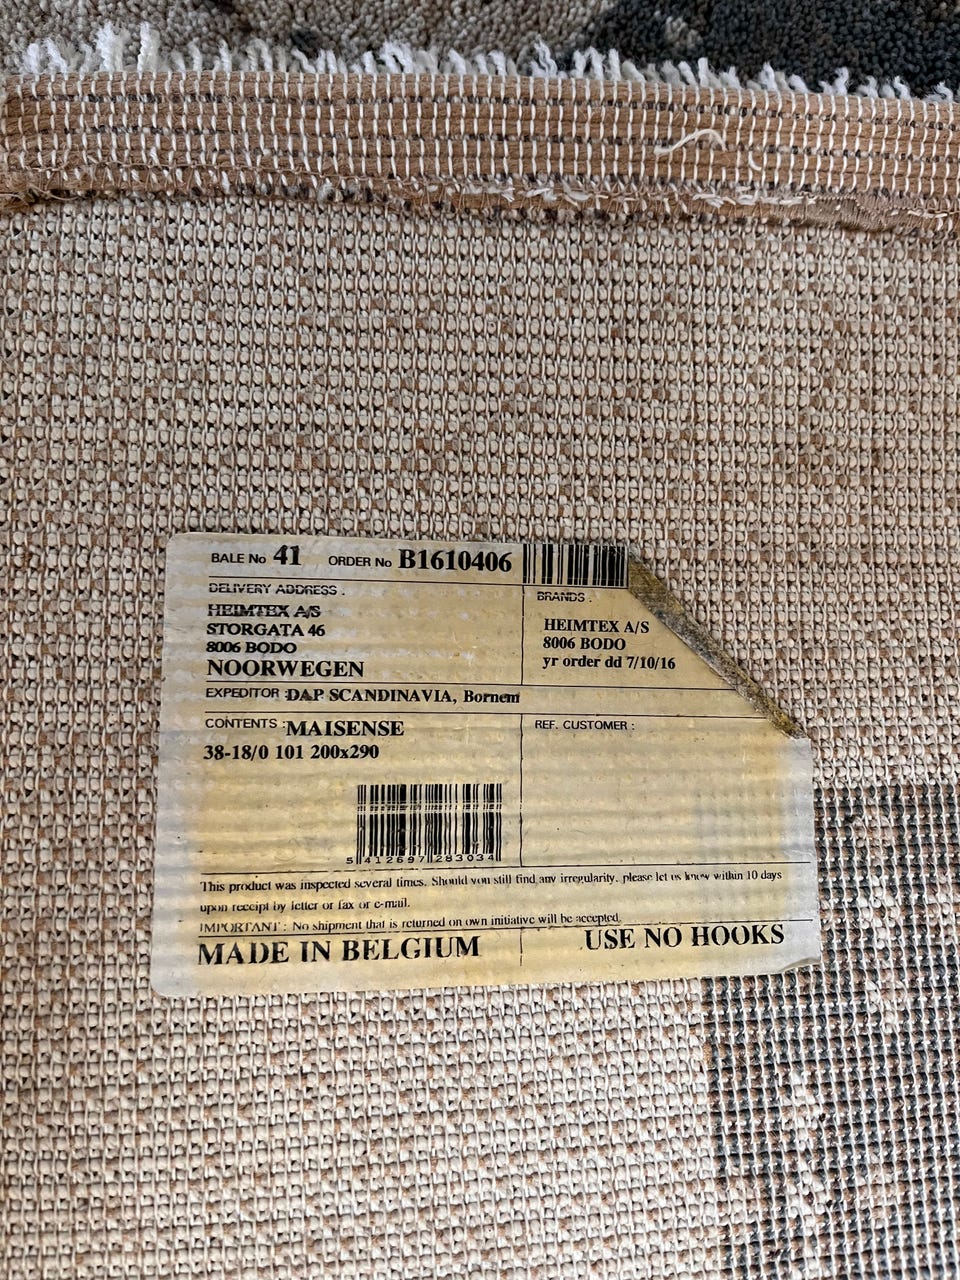 BALE No 41 ORDER No B1610406
DELIVERY ADDRESS :
HEIMTEX A/S
STORGATA 46
8006 BODO
NOORWEGEN
BRANDS :
HEIMTEX A/S
8006 BODO
yr order dd 7/10/16
EXPEDITOR : DAP SCANDINAVIA, Bornem
CONTENTS : MAISENSE
38-18/0 101 200x290
REF. CUSTOMER :
5 412697 283034
This product was inspected several times. Should you still find any irregularity, please let us know within 10 days
upon receipt by letter or fax or e-mail.
IMPORTANT : No shipment that is returned on own initiative will be accepted.
MADE IN BELGIUM
USE NO HOOKS